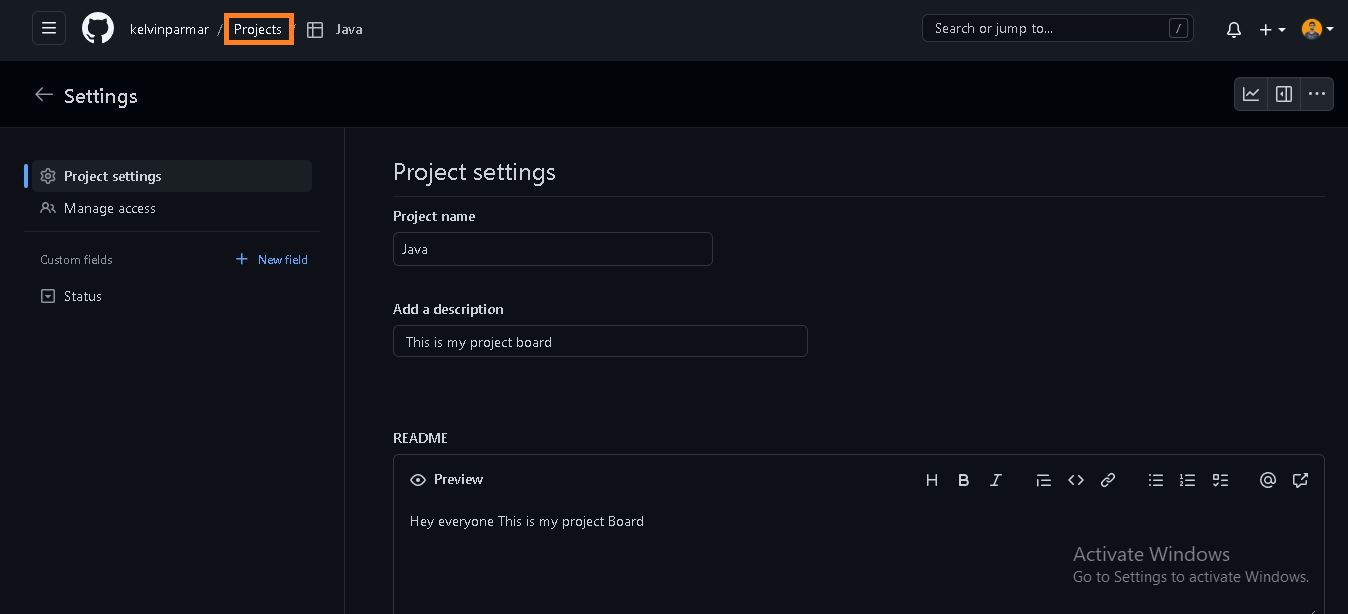 kelvinparmar / Projects / Java
Search or jump to... /
Settings
Project settings
Manage access
Custom fields
New field
Status
Project settings
Project name
Java
Add a description
This is my project board
README
Preview
Hey everyone This is my project Board
Activate Windows
Go to Settings to activate Windows.